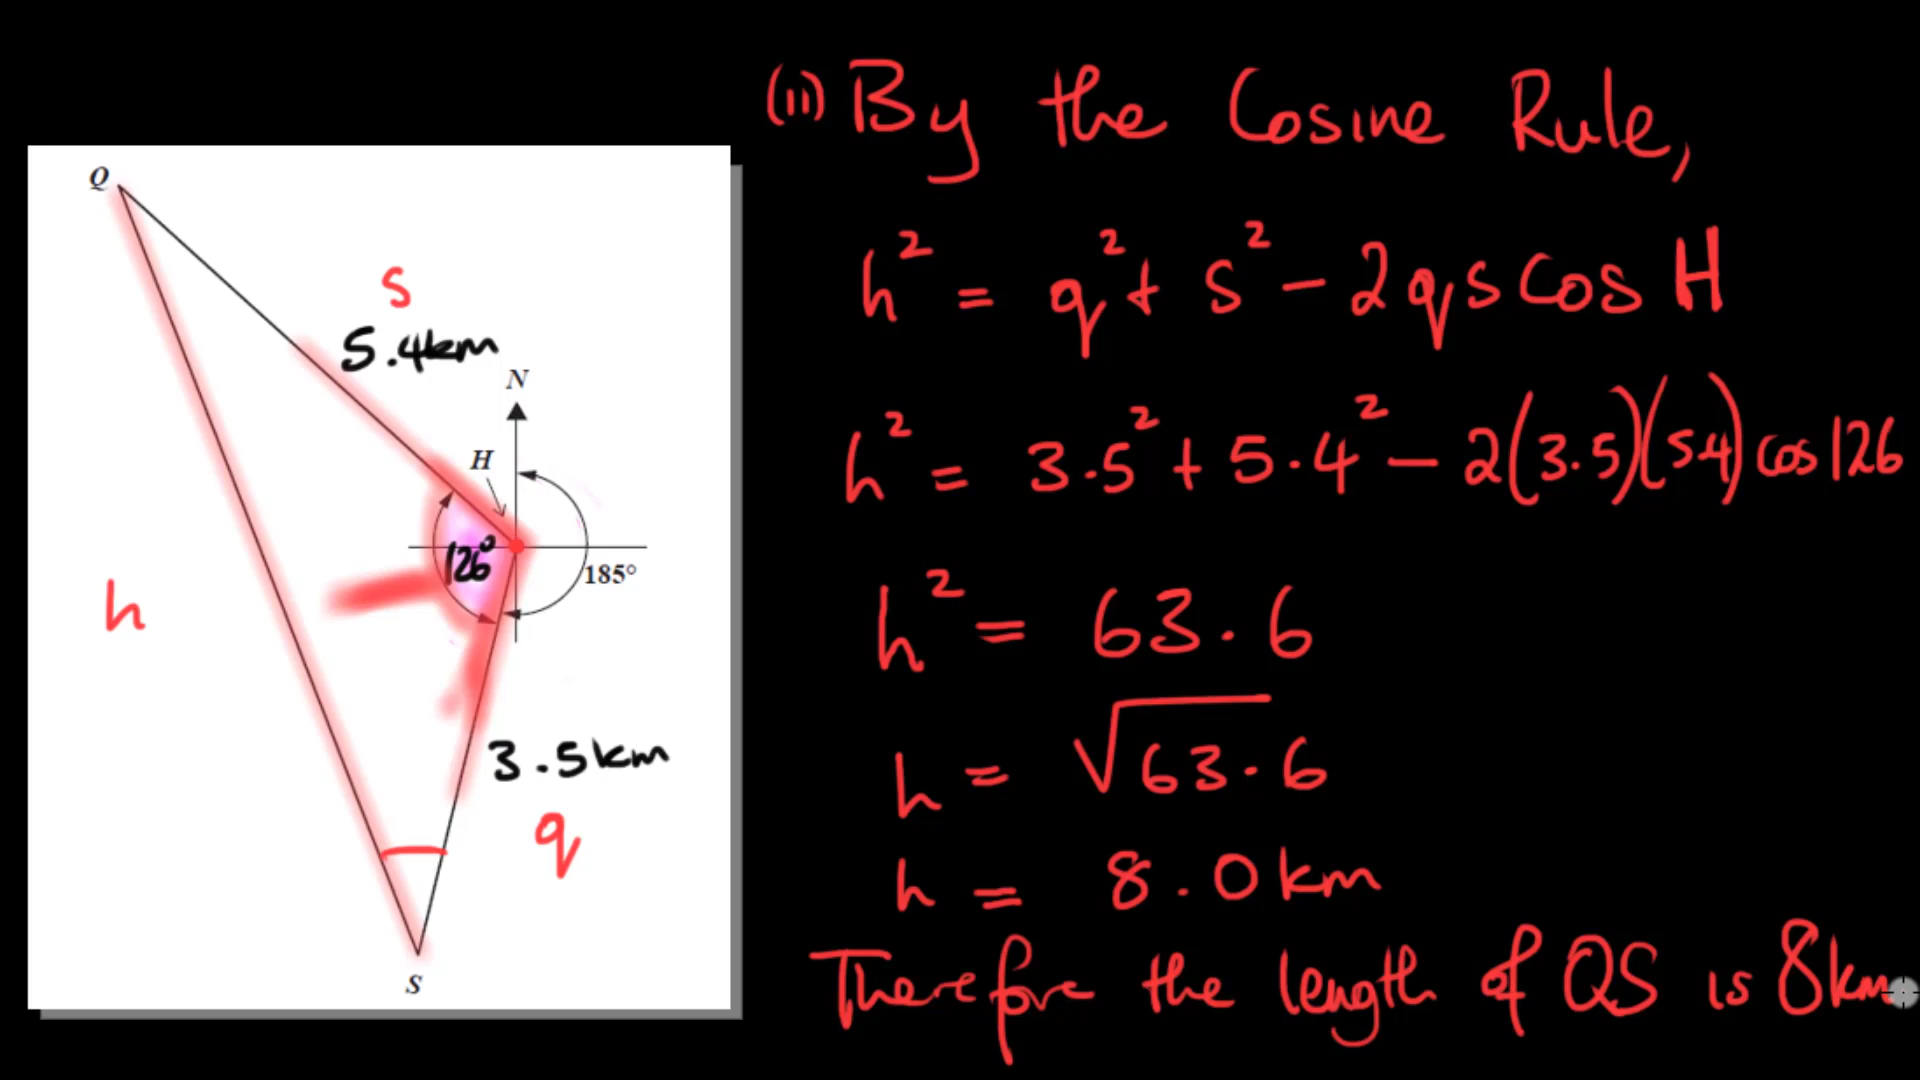 Q
s
5.4km
N
H
126°
185°
h
3.5km
q
S
(ii) By the Cosine Rule,
h² = q² + s² - 2qs cos H
h² = 3.5² + 5.4² - 2(3.5)(5.4) cos 126
h² = 63.6
h = √63.6
h = 8.0km
Therefore the length of QS is 8km